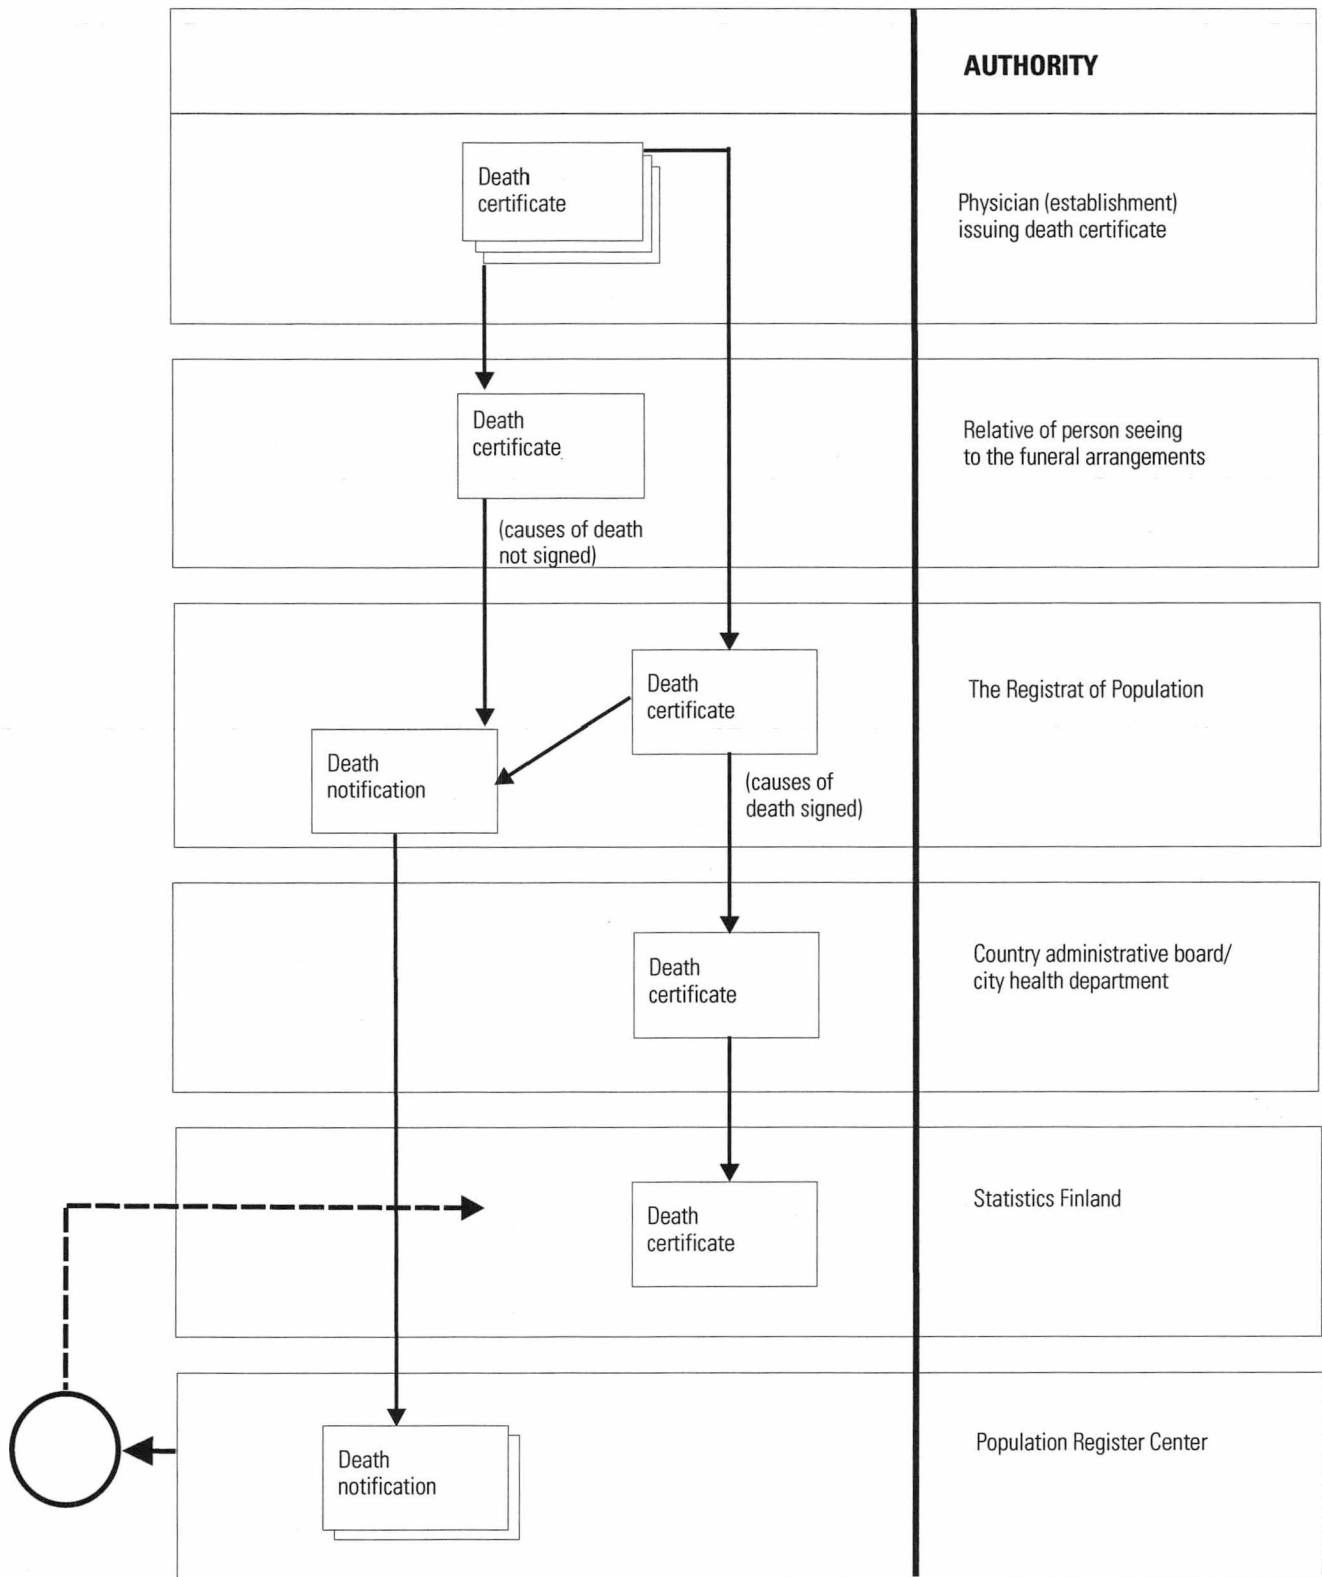 AUTHORITY
Death
certificate
Physician (establishment)
issuing death certificate
Death
certificate
(causes of death
not signed)
Relative of person seeing
to the funeral arrangements
Death
certificate
(causes of
death signed)
Death
notification
The Registrat of Population
Death
certificate
Country administrative board/
city health department
Death
certificate
Statistics Finland
Death
notification
Population Register Center